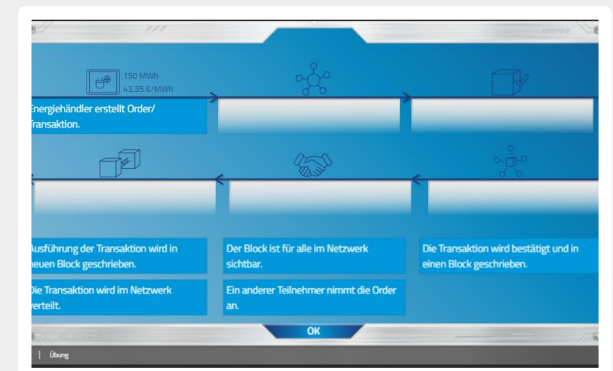 150 MWh
43,35 €/MWh
Energiehändler erstellt Order/
Transaktion.
Ausführung der Transaktion wird in
neuen Block geschrieben.
Der Block ist für alle im Netzwerk
sichtbar.
Die Transaktion wird bestätigt und in
einen Block geschrieben.
Die Transaktion wird im Netzwerk
verteilt.
Ein anderer Teilnehmer nimmt die Order
an.
OK
| Übung